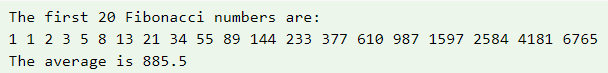 The first 20 Fibonacci numbers are:
1 1 2 3 5 8 13 21 34 55 89 144 233 377 610 987 1597 2584 4181 6765
The average is 885.5